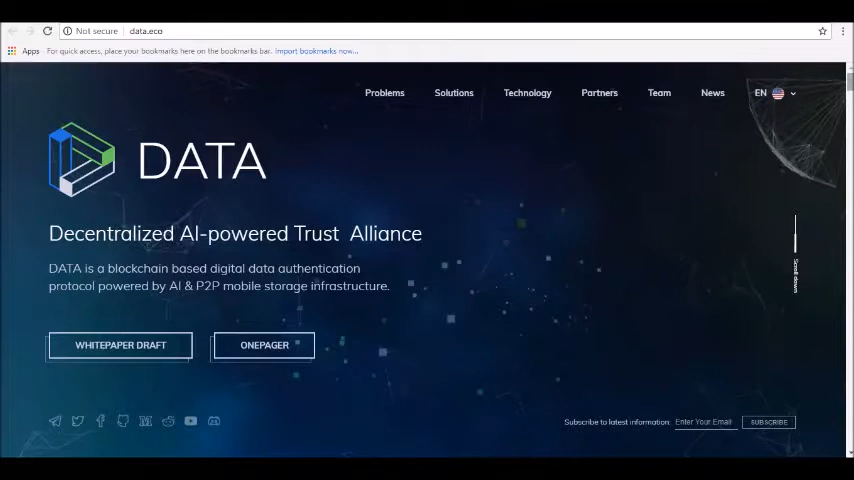 Not secure data.eco
Apps For quick access, place your bookmarks here on the bookmarks bar. Import bookmarks now...
Problems Solutions Technology Partners Team News EN
DATA
Decentralized AI-powered Trust Alliance
DATA is a blockchain based digital data authentication
protocol powered by AI & P2P mobile storage infrastructure.
Scroll down
WHITEPAPER DRAFT ONEPAGER
Subscribe to latest information: Enter Your Email SUBSCRIBE